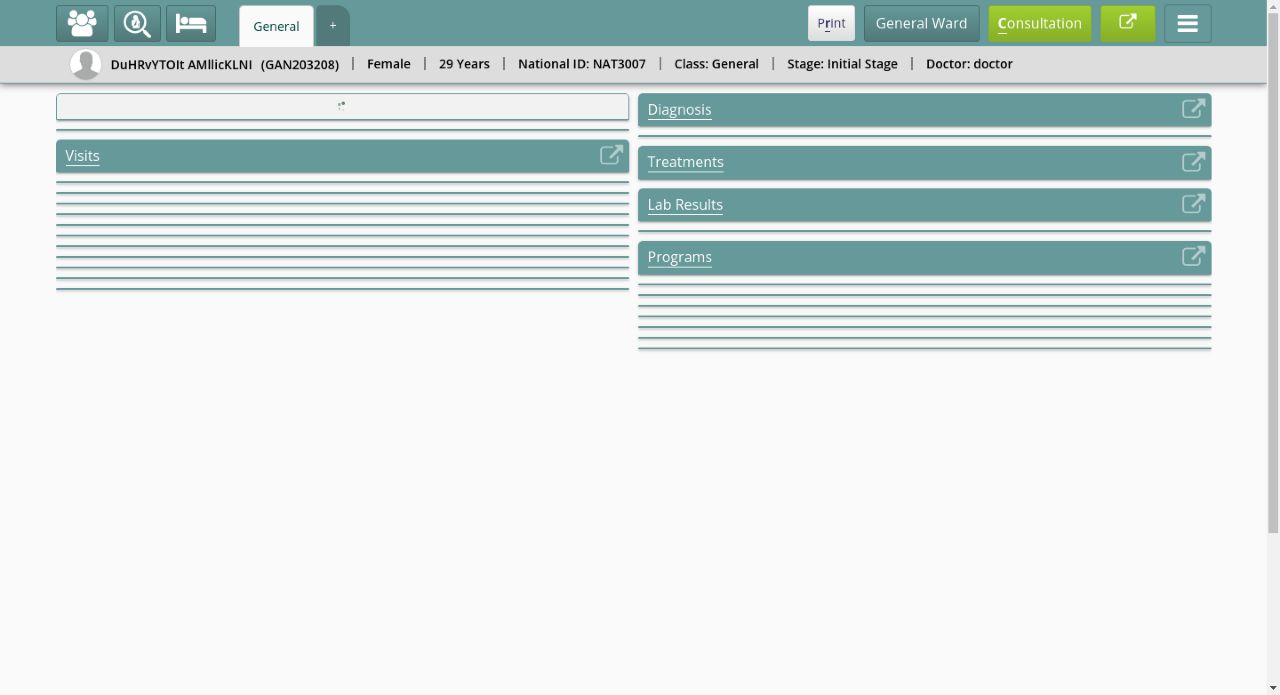 General
+
Print
General Ward
Consultation
DuHRvYTOIt AMIlicKLNI (GAN203208) | Female | 29 Years | National ID: NAT3007 | Class: General | Stage: Initial Stage | Doctor: doctor
Visits
Diagnosis
Treatments
Lab Results
Programs